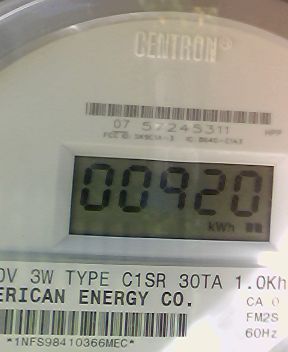 CENTRON®
07 57245311
HPP
00920
kWh
0V 3W TYPE C1SR 30TA 1.0Kh
ERICAN ENERGY CO.
CA 0
FM2S
60Hz
*1NFS98410366MEC*